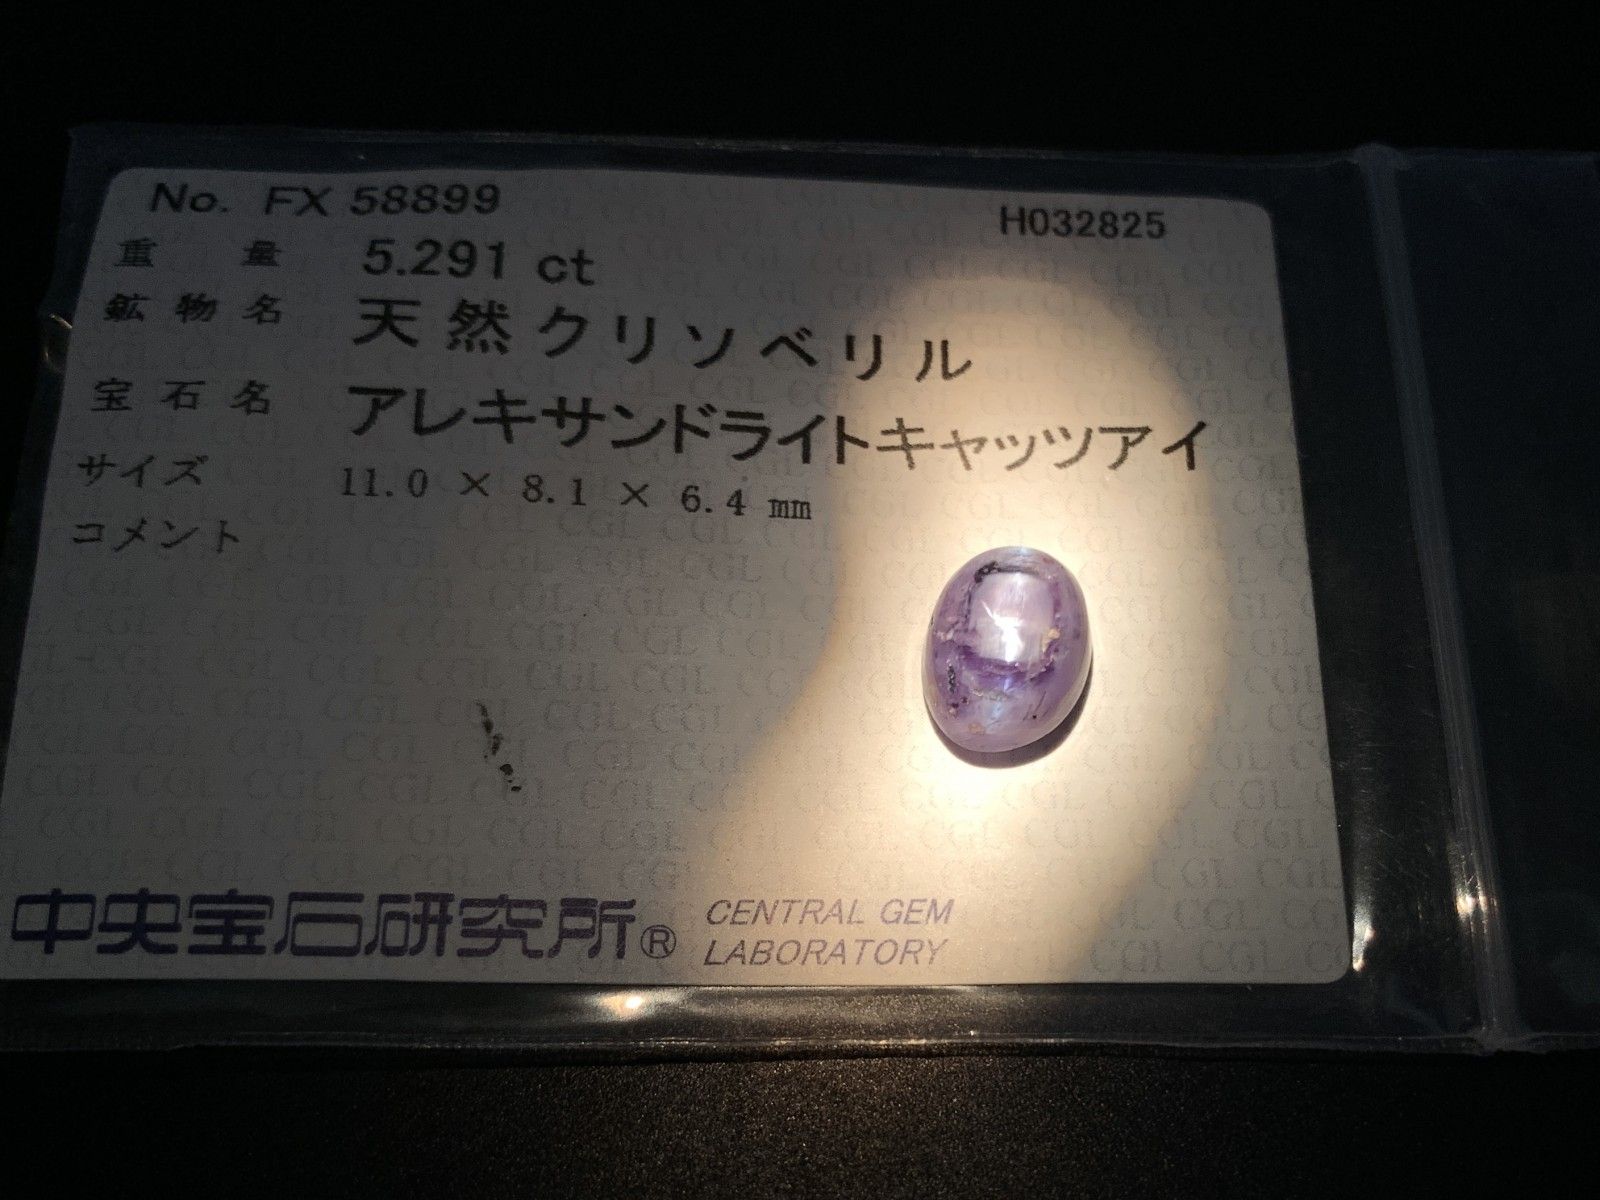 No. FX 58899
H032825
重量 5.291 ct
鉱物名 天然クリソベリル
宝石名 アレキサンドライトキャッツアイ
サイズ 11.0 × 8.1 × 6.4 mm
コメント
中央宝石研究所® CENTRAL GEM
LABORATORY